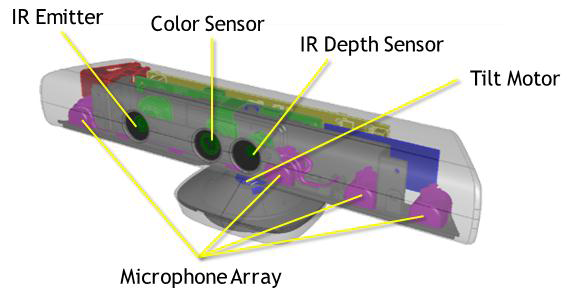 IR Emitter
Color Sensor
IR Depth Sensor
Tilt Motor
Microphone Array